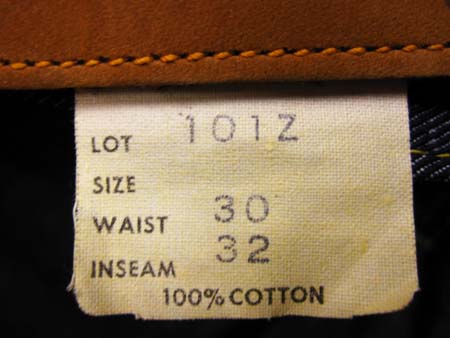 LOT 101Z
SIZE
WAIST 30
INSEAM 32
100% COTTON